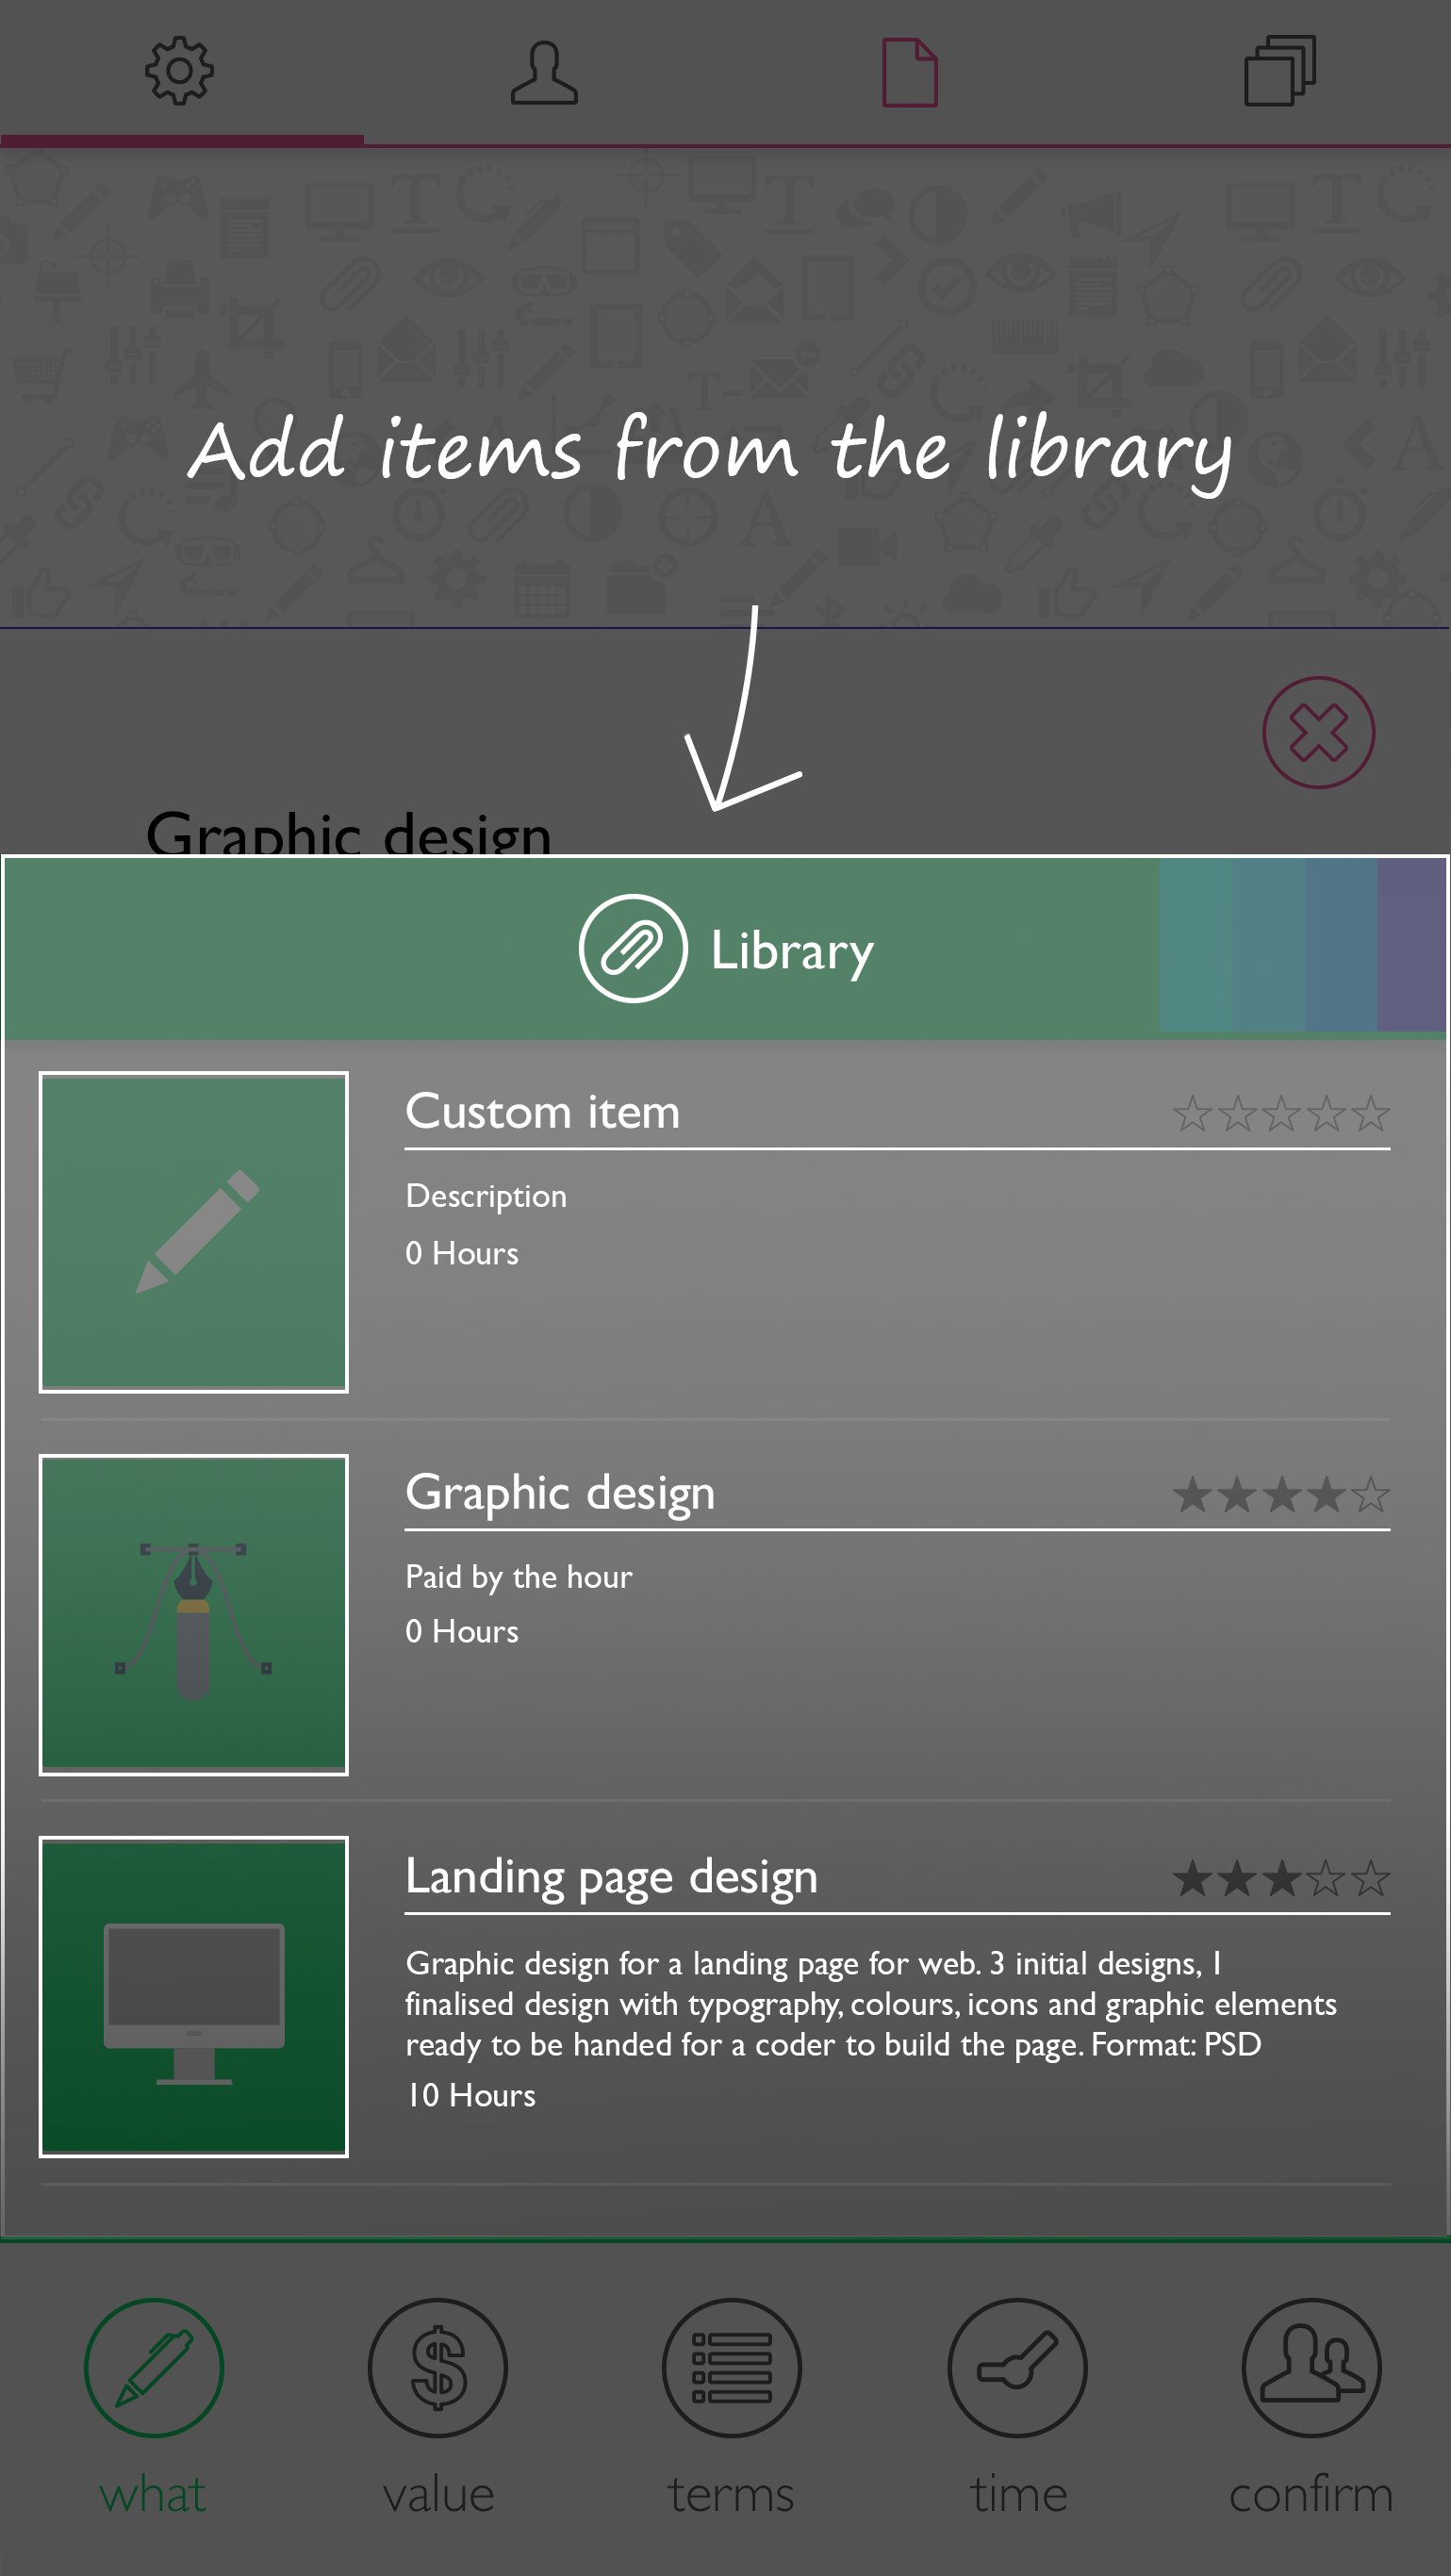 Add items from the library
Graphic design
Library
Custom item
Description
0 Hours
Graphic design
Paid by the hour
0 Hours
Landing page design
Graphic design for a landing page for web. 3 initial designs, 1
finalised design with typography, colours, icons and graphic elements
ready to be handed for a coder to build the page. Format: PSD
10 Hours
what value terms time confirm